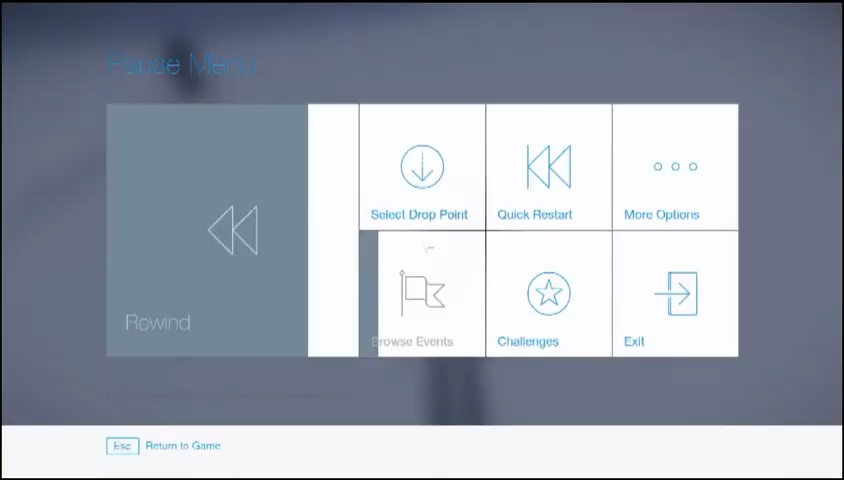 Pause Menu
Select Drop Point
Quick Restart
More Options
Rewind
Browse Events
Challenges
Exit
Esc Return to Game